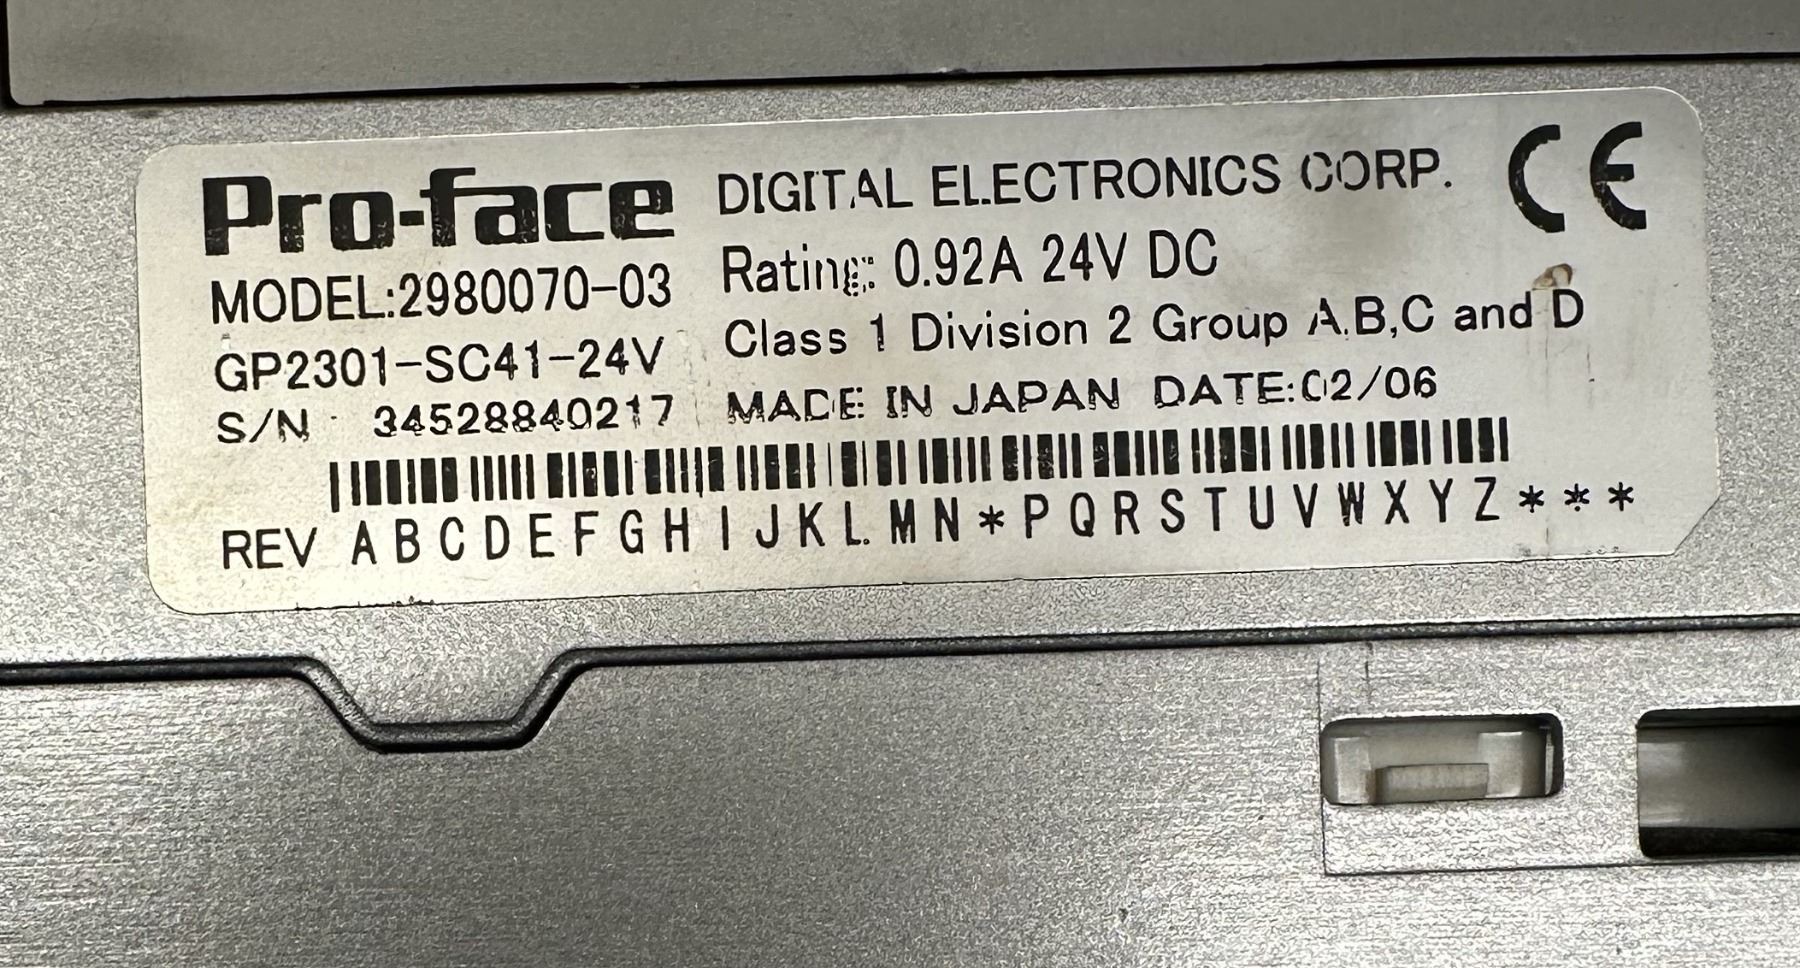 Pro-face
MODEL:2980070-03
GP2301-SC41-24V
S/N 34528840217
DIGITAL ELECTRONICS CORP.
CE
Rating: 0.92A 24V DC
Class 1 Division 2 Group A,B,C and D
MADE IN JAPAN DATE:02/06
REV A B C D E F G H I J K L M N * P Q R S T U V W X Y Z * * *